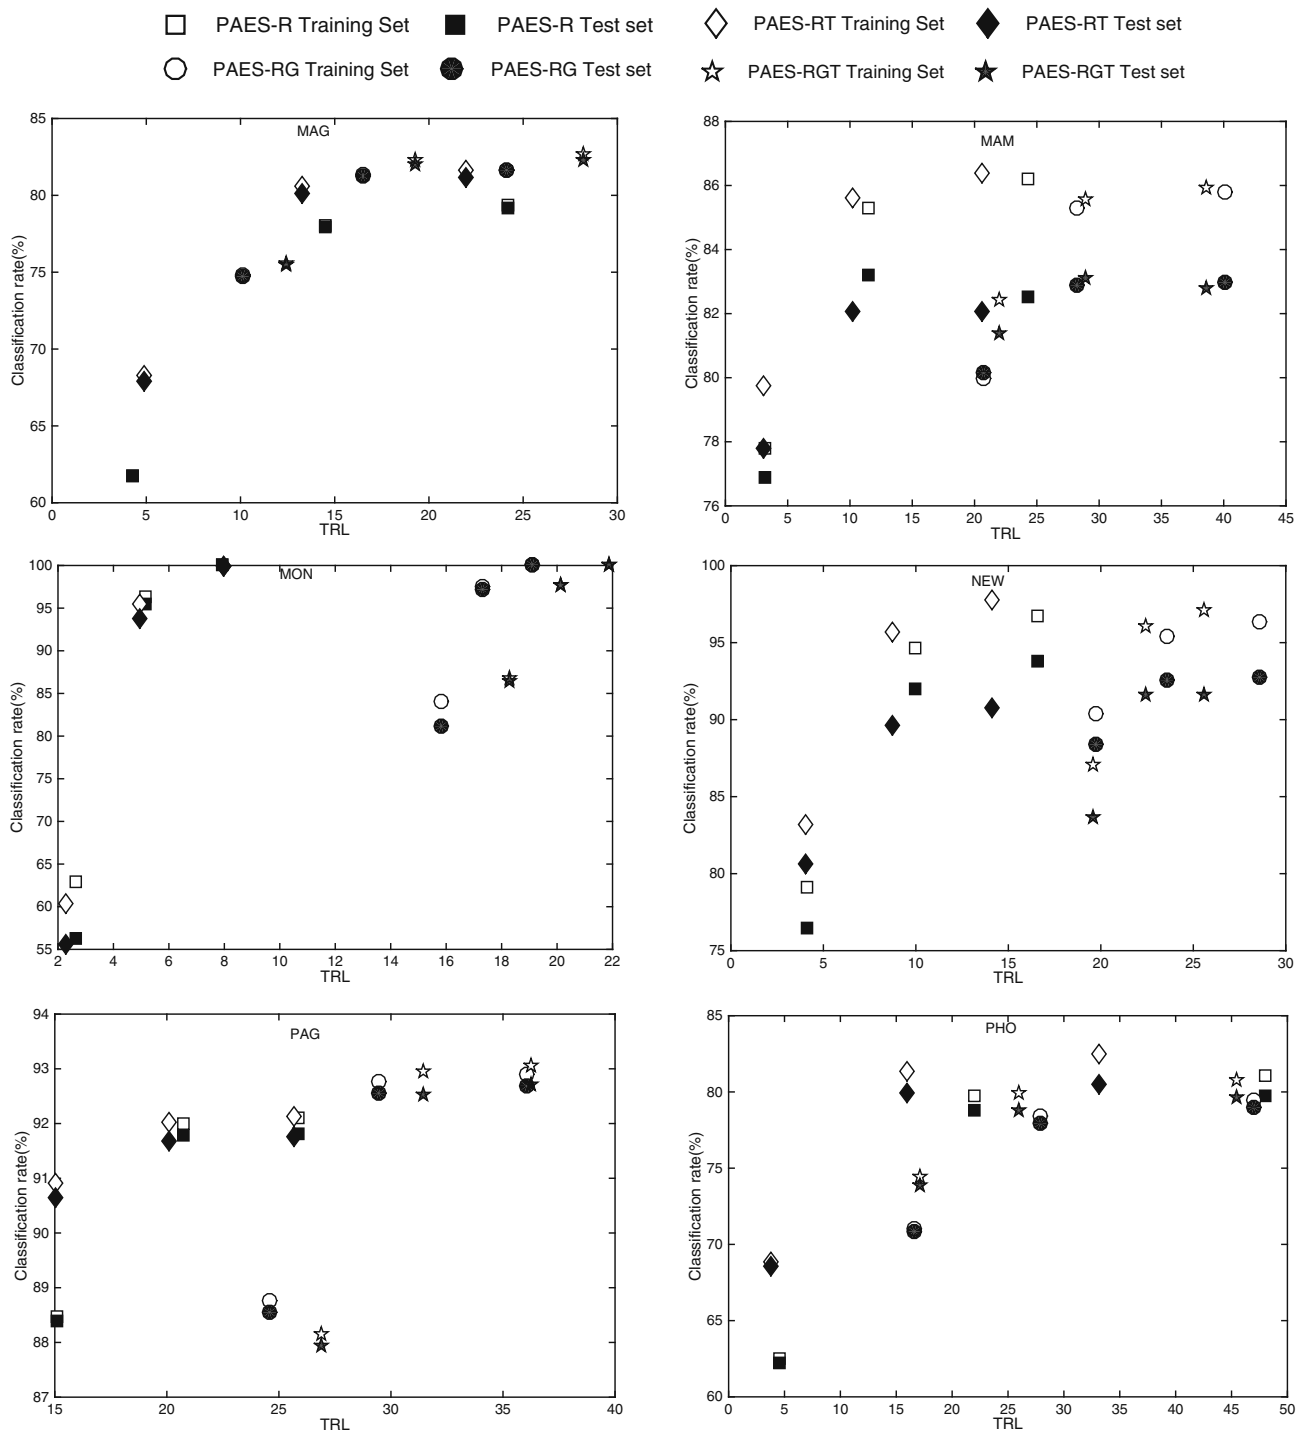 PAES-R Training Set PAES-R Test set PAES-RT Training Set PAES-RT Test set
PAES-RG Training Set PAES-RG Test set PAES-RGT Training Set PAES-RGT Test set
MAG
Classification rate(%)
85
80
75
70
65
60
0 5 10 15 20 25 30
TRL
MAM
Classification rate(%)
88
86
84
82
80
78
76
0 5 10 15 20 25 30 35 40 45
TRL
MON
Classification rate(%)
100
95
90
85
80
75
70
65
60
55
2 4 6 8 10 12 14 16 18 20 22
TRL
NEW
Classification rate(%)
100
95
90
85
80
75
0 5 10 15 20 25 30
TRL
PAG
Classification rate(%)
94
93
92
91
90
89
88
87
15 20 25 30 35 40
TRL
PHO
Classification rate(%)
85
80
75
70
65
60
0 5 10 15 20 25 30 35 40 45 50
TRL